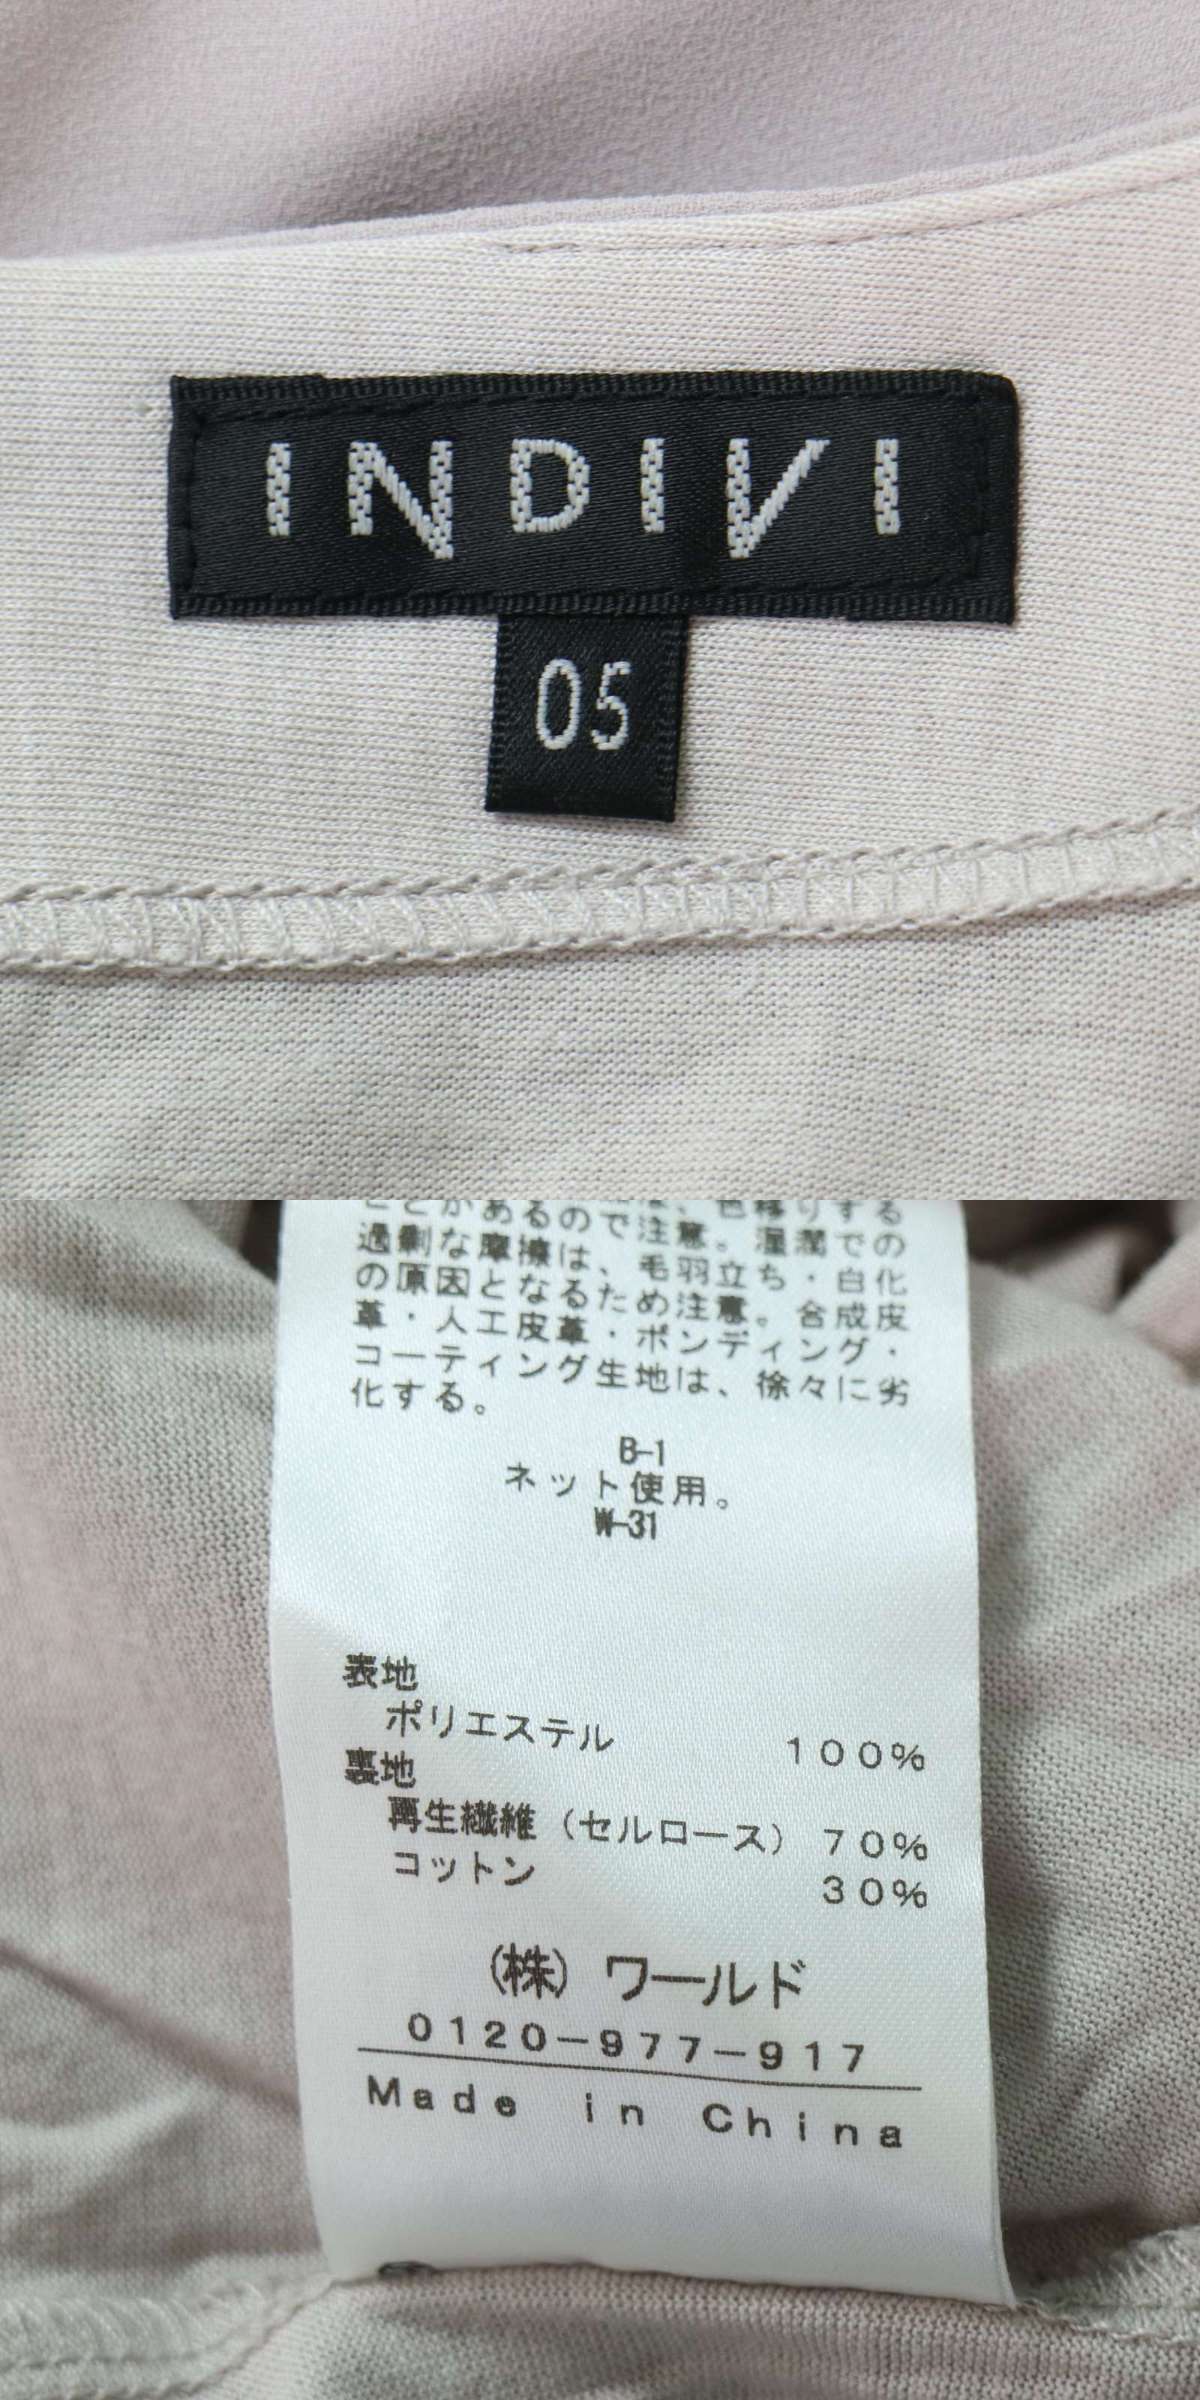 INDIVI
05
ことがあるので注意。湿潤での
過剰な摩擦は、毛羽立ち・白化
の原因となるため注意。合成皮
革・人工皮革・ボンディング・
コーティング生地は、徐々に劣
化する。
B-1
ネット使用。
W-31
表地
ポリエステル 100%
裏地
再生繊維（セルロース） 70%
コットン 30%
(株) ワールド
0120-977-917
Made in China